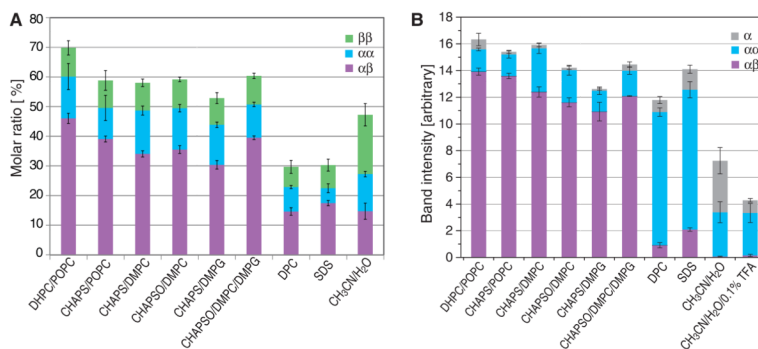 A
Molar ratio [ %]
80
70
60
50
40
30
20
10
0
ββ
αα
αβ
DHPC/POPC
CHAPS/POPC
CHAPS/DMPC
CHAPSO/DMPC
CHAPS/DMPG
CHAPSO/DMPC/DMPG
DPC
SDS
CH₃CN/H₂O
B
Band intensity [arbitrary]
18
16
14
12
10
8
6
4
2
0
α
αα
αβ
DHPC/POPC
CHAPS/POPC
CHAPS/DMPC
CHAPSO/DMPC
CHAPS/DMPG
CHAPSO/DMPC/DMPG
DPC
SDS
CH₃CN/H₂O
CH₃CN/H₂O/0.1% TFA